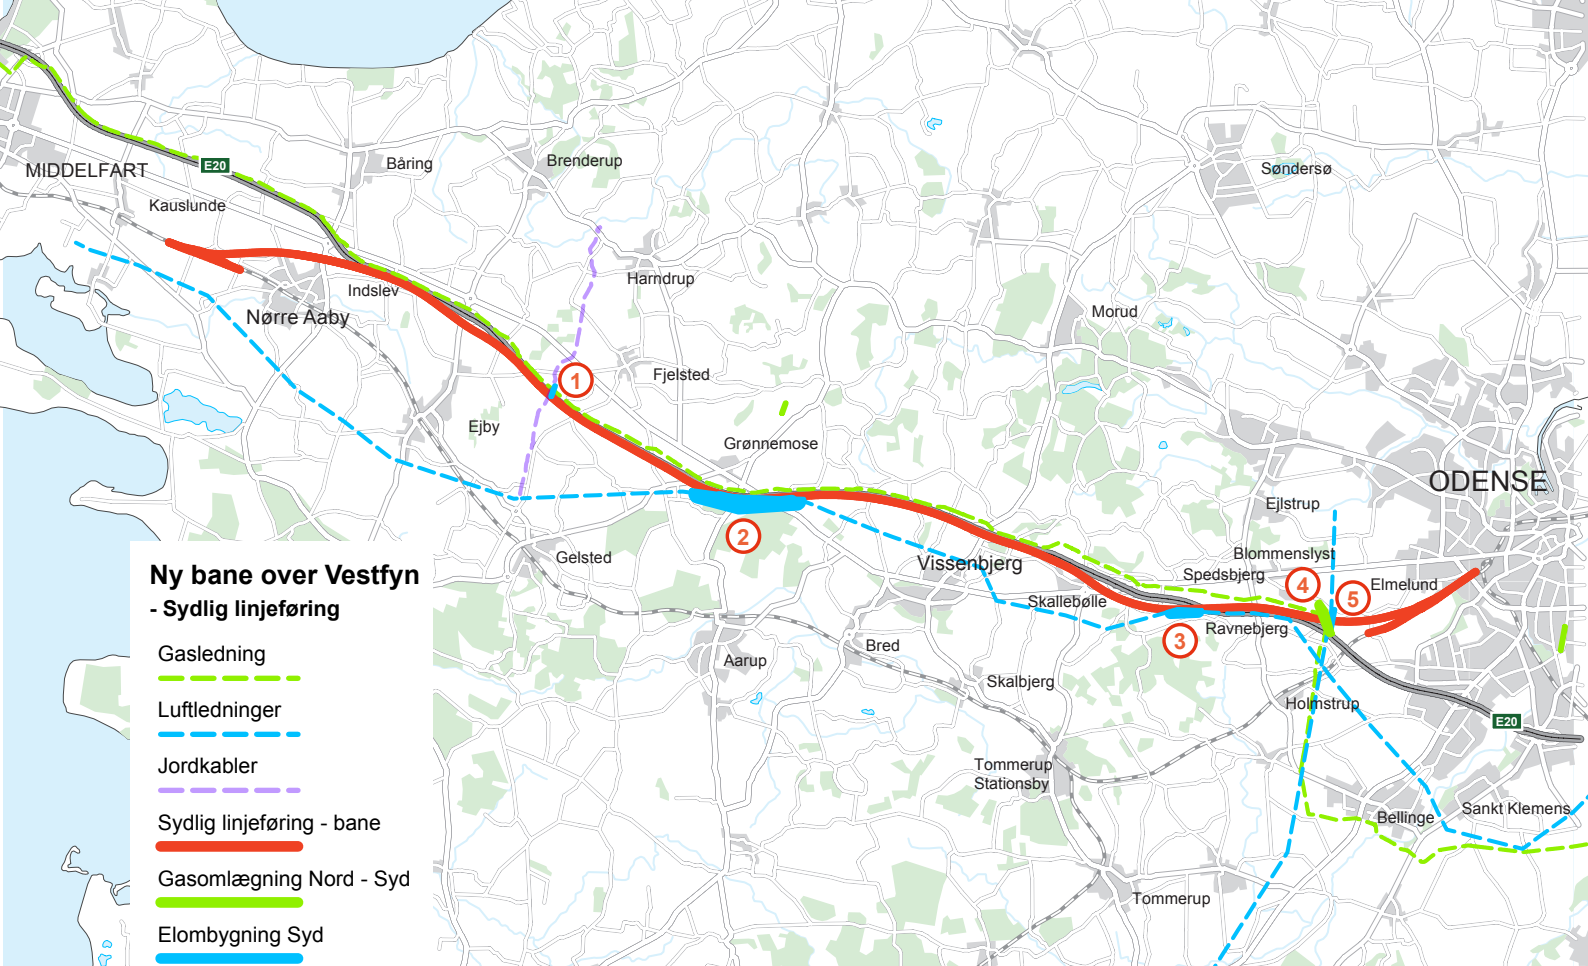 MIDDELFART
E20
Båring
Brenderup
Søndersø
Kauslunde
Harndrup
Indslev
Nørre Aaby
Morud
1
Fjelsted
Ejby
Grønnemose
ODENSE
Ejlstrup
2
Gelsted
Vissenbjerg
Blommenslyst
Spedsbjerg
4
5
Elmelund
Skallebølle
Ravnebjerg
3
Bred
Aarup
Skalbjerg
Holmstrup
E20
Tommerup
Stationsby
Bellinge
Sankt Klemens
Tommerup
Ny bane over Vestfyn
- Sydlig linjeføring
Gasledning
Luftledninger
Jordkabler
Sydlig linjeføring - bane
Gasomlægning Nord - Syd
Elombygning Syd